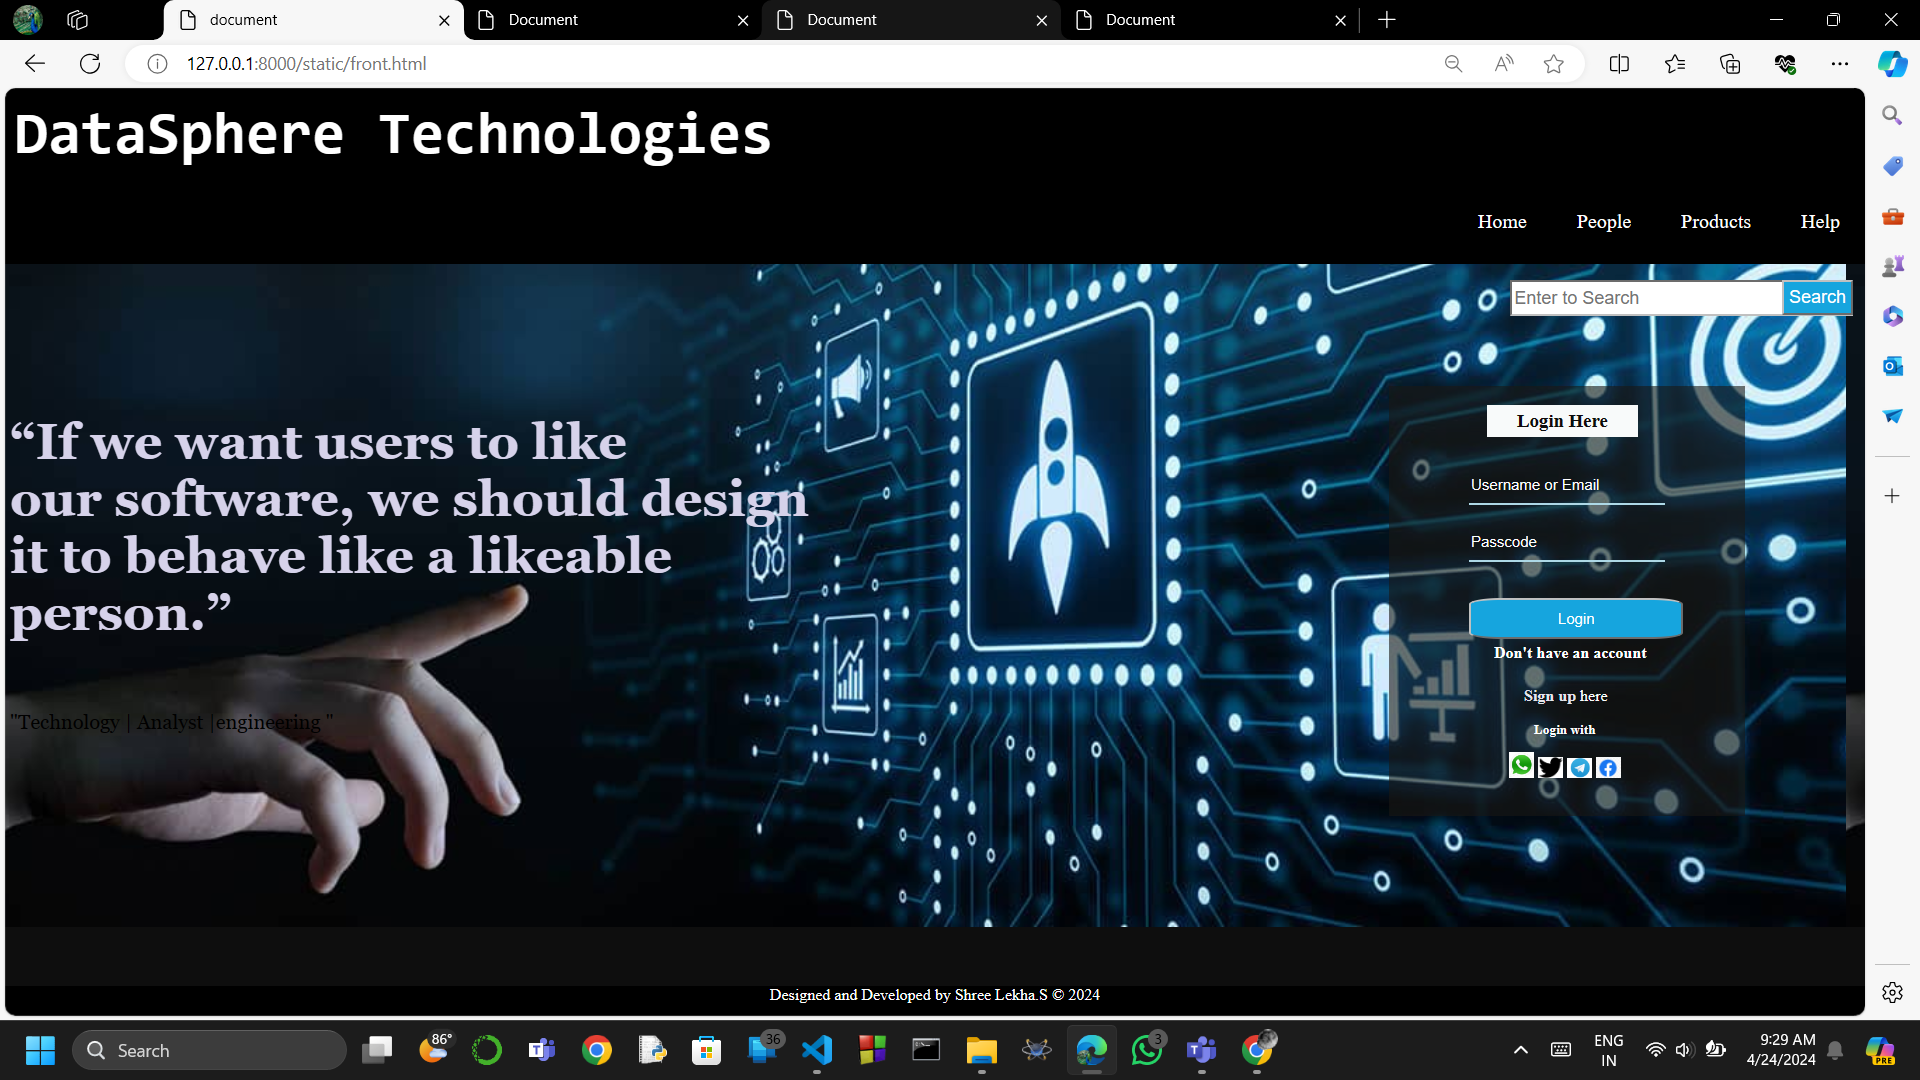 document
Document
Document
Document
127.0.0.1:8000/static/front.html
DataSphere Technologies
Home People Products Help
Enter to Search Search
“If we want users to like
our software, we should design
it to behave like a likeable
person.”
"Technology | Analyst |engineering "
Login Here
Username or Email
Passcode
Login
Don't have an account
Sign up here
Login with
Designed and Developed by Shree Lekha.S © 2024
Search
86°
36
3
ENG
IN
9:29 AM
4/24/2024
PRE